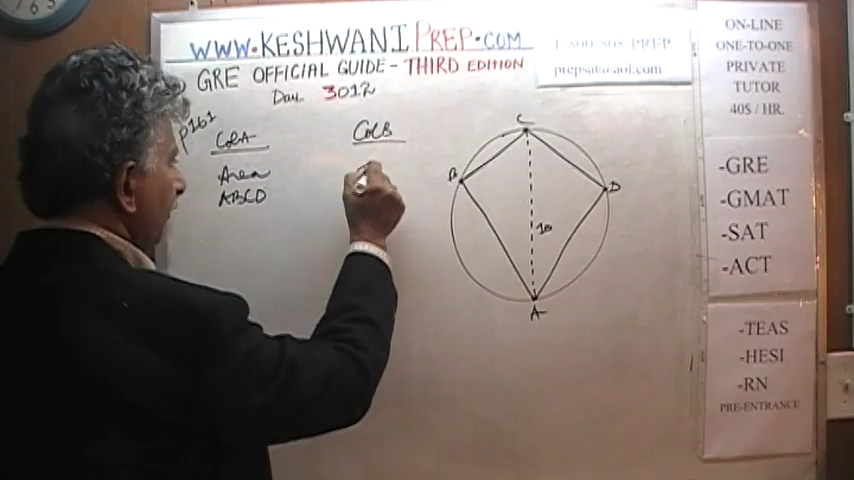 WWW.KESHWANIPREP.COM
GRE OFFICIAL GUIDE - THIRD EDITION
Day 3012
p161
Col A
Col B
Area
ABCD
C
B
D
10
A
1-800-SOS-PREP
prepsat@aol.com
ON-LINE
ONE-TO-ONE
PRIVATE
TUTOR
40$ / HR.
-GRE
-GMAT
-SAT
-ACT
-TEAS
-HESI
-RN
PRE-ENTRANCE